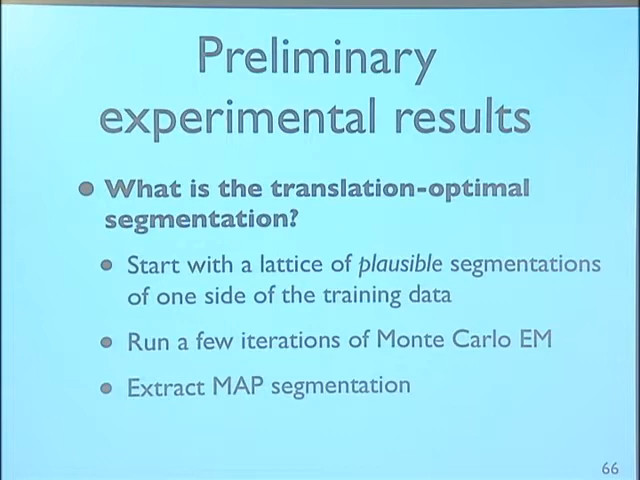 Preliminary
experimental results
What is the translation-optimal
segmentation?
Start with a lattice of plausible segmentations
of one side of the training data
Run a few iterations of Monte Carlo EM
Extract MAP segmentation
66